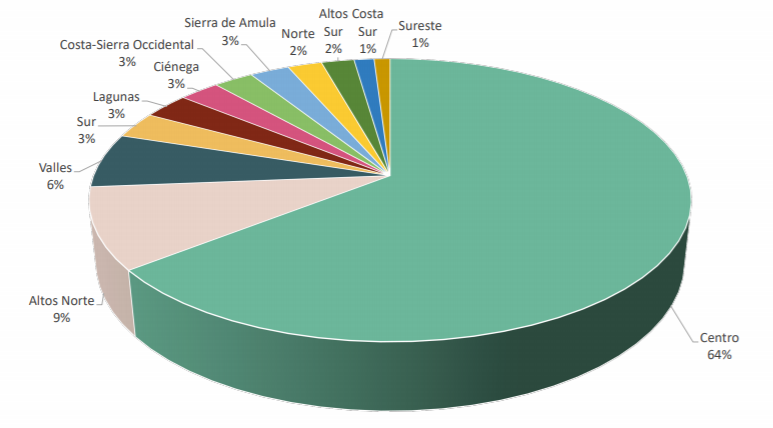 Sierra de Amula
3%
Norte
2%
Altos
Sur
2%
Costa
Sur
1%
Sureste
1%
Costa-Sierra Occidental
3%
Ciénega
3%
Lagunas
3%
Sur
3%
Valles
6%
Altos Norte
9%
Centro
64%